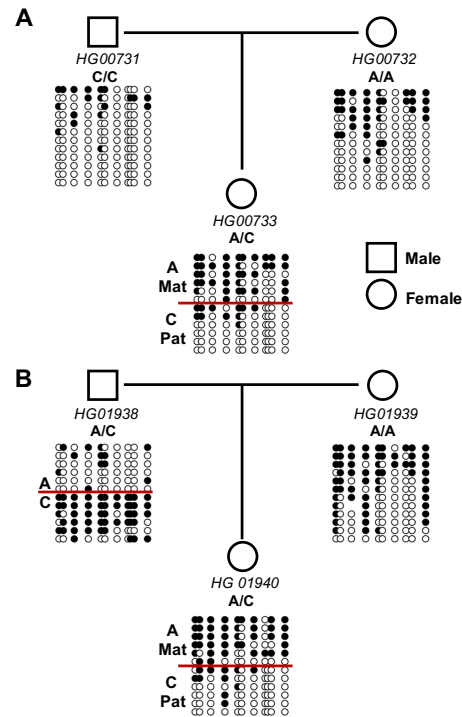 A
HG00731
C/C
HG00732
A/A
HG00733
A/C
A
Mat
C
Pat
Male
Female
B
HG01938
A/C
A
C
HG01939
A/A
HG 01940
A/C
A
Mat
C
Pat